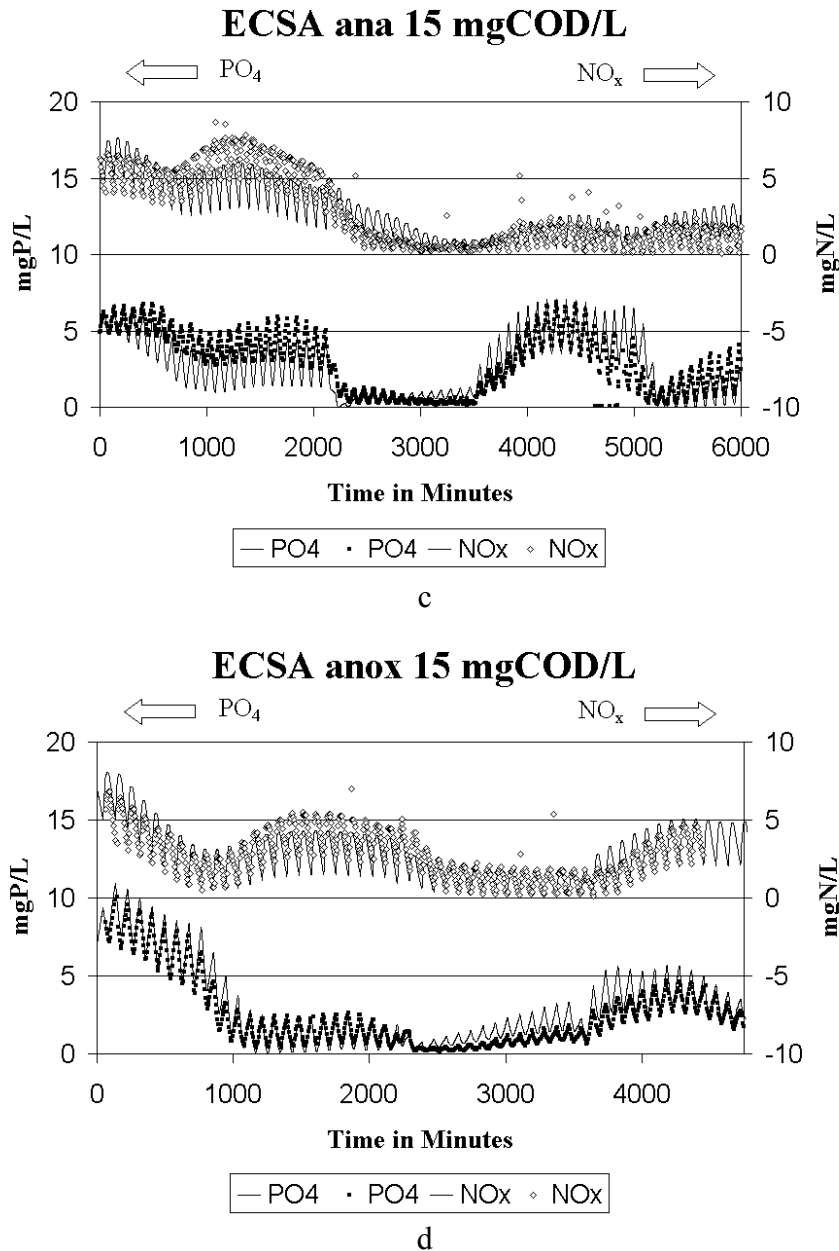 ECSA ana 15 mgCOD/L
PO4 NOx
20 10
15 5
10 0
5 -5
0 -10
mgP/L
mgN/L
0 1000 2000 3000 4000 5000 6000
Time in Minutes
PO4 PO4 NOx NOx
c
ECSA anox 15 mgCOD/L
PO4 NOx
20 10
15 5
10 0
5 -5
0 -10
mgP/L
mgN/L
0 1000 2000 3000 4000
Time in Minutes
PO4 PO4 NOx NOx
d